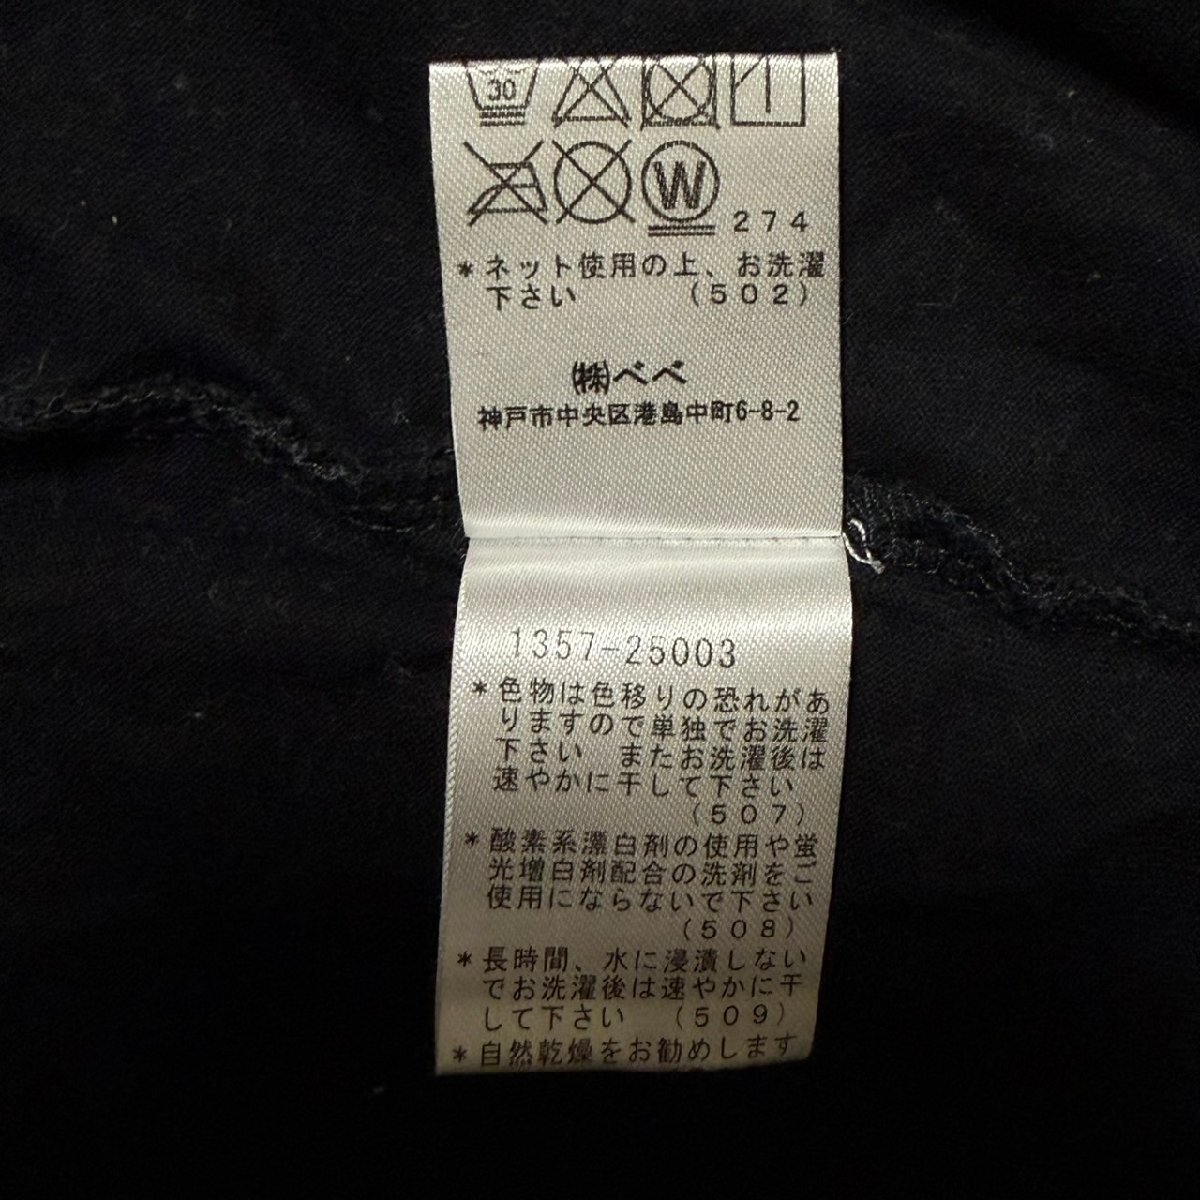 30
W
274
*ネット使用の上、お洗濯
下さい (502)
㈱べべ
神戸市中央区港島中町6-8-2
1357-25003
*色物は色移りの恐れがあ
りますので単独でお洗濯
下さい またお洗濯後は
速やかに干して下さい
(507)
*酸素系漂白剤の使用や蛍
光増白剤配合の洗剤をご
使用にならないで下さい
(508)
*長時間、水に浸漬しない
でお洗濯後は速やかに干
して下さい (509)
*自然乾燥をお勧めします